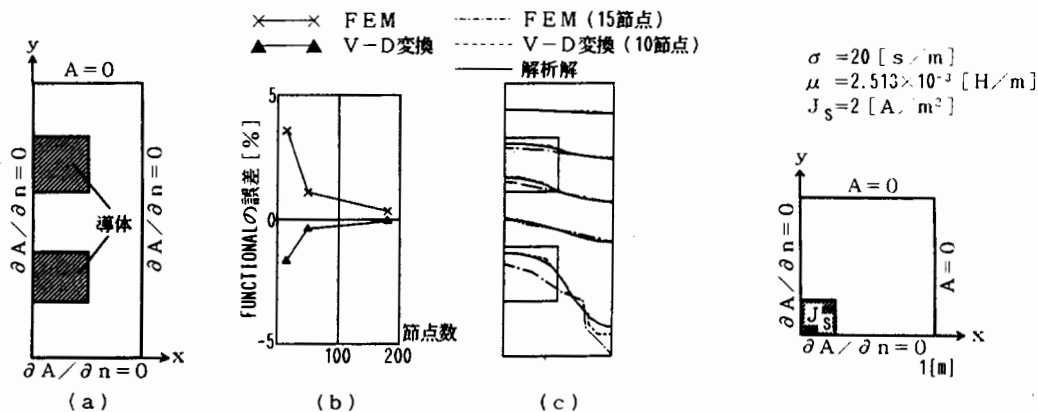 FEM
V－D変換
FEM (15節点)
V－D変換 (10節点)
解析解
y
A＝0
∂A/∂n＝0
導体
∂A/∂n＝0
x
∂A/∂n＝0
(a)
FUNCTIONALの誤差[%]
5
0
-5
100
200
節点数
(b)
(c)
σ ＝20 [s/m]
μ ＝2.513×10⁻³ [H/m]
J_S＝2 [A/m²]
y
A＝0
∂A/∂n＝0
A＝0
J_S
x
∂A/∂n＝0
1[m]